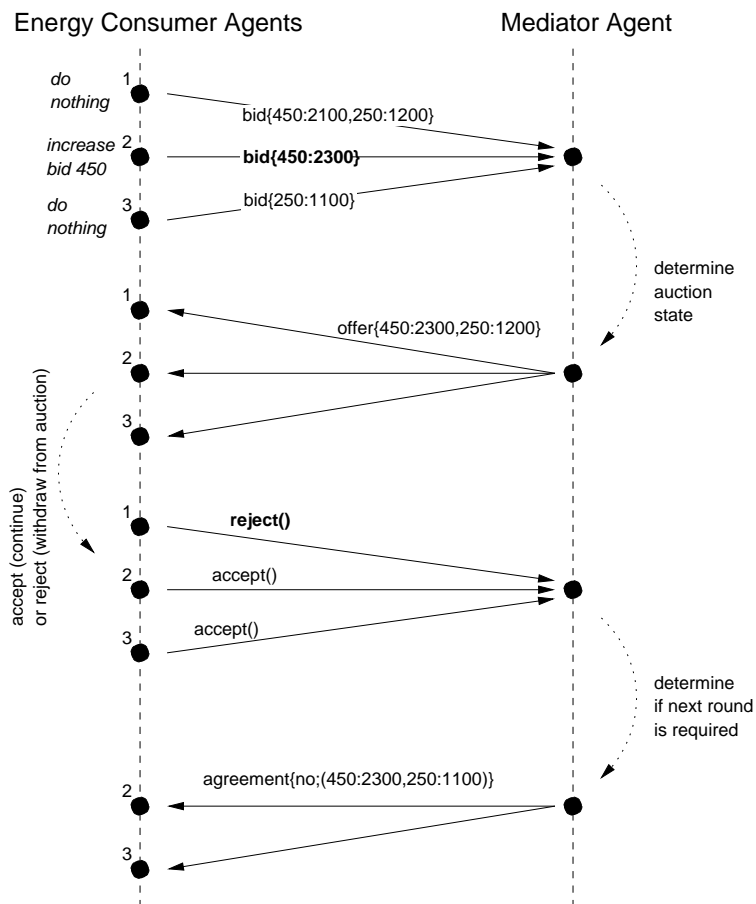 Energy Consumer Agents
Mediator Agent
do
nothing
1
bid{450:2100,250:1200}
increase
bid 450
2
bid{450:2300}
do
nothing
3
bid{250:1100}
determine
auction
state
1
offer{450:2300,250:1200}
2
3
accept (continue)
or reject (withdraw from auction)
1
reject()
2
accept()
3
accept()
determine
if next round
is required
agreement{no;(450:2300,250:1100)}
2
3